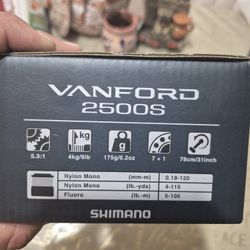 VANFORD
2500S
kg
g
5.3:1 4kg/9lb 175g/6.2oz 7+1 78cm/31inch
Nylon Mono (mm-m) 0.18-120
Nylon Mono (lb.-yds) 4-115
Fluoro (lb.-m) 5-100
SHIMANO